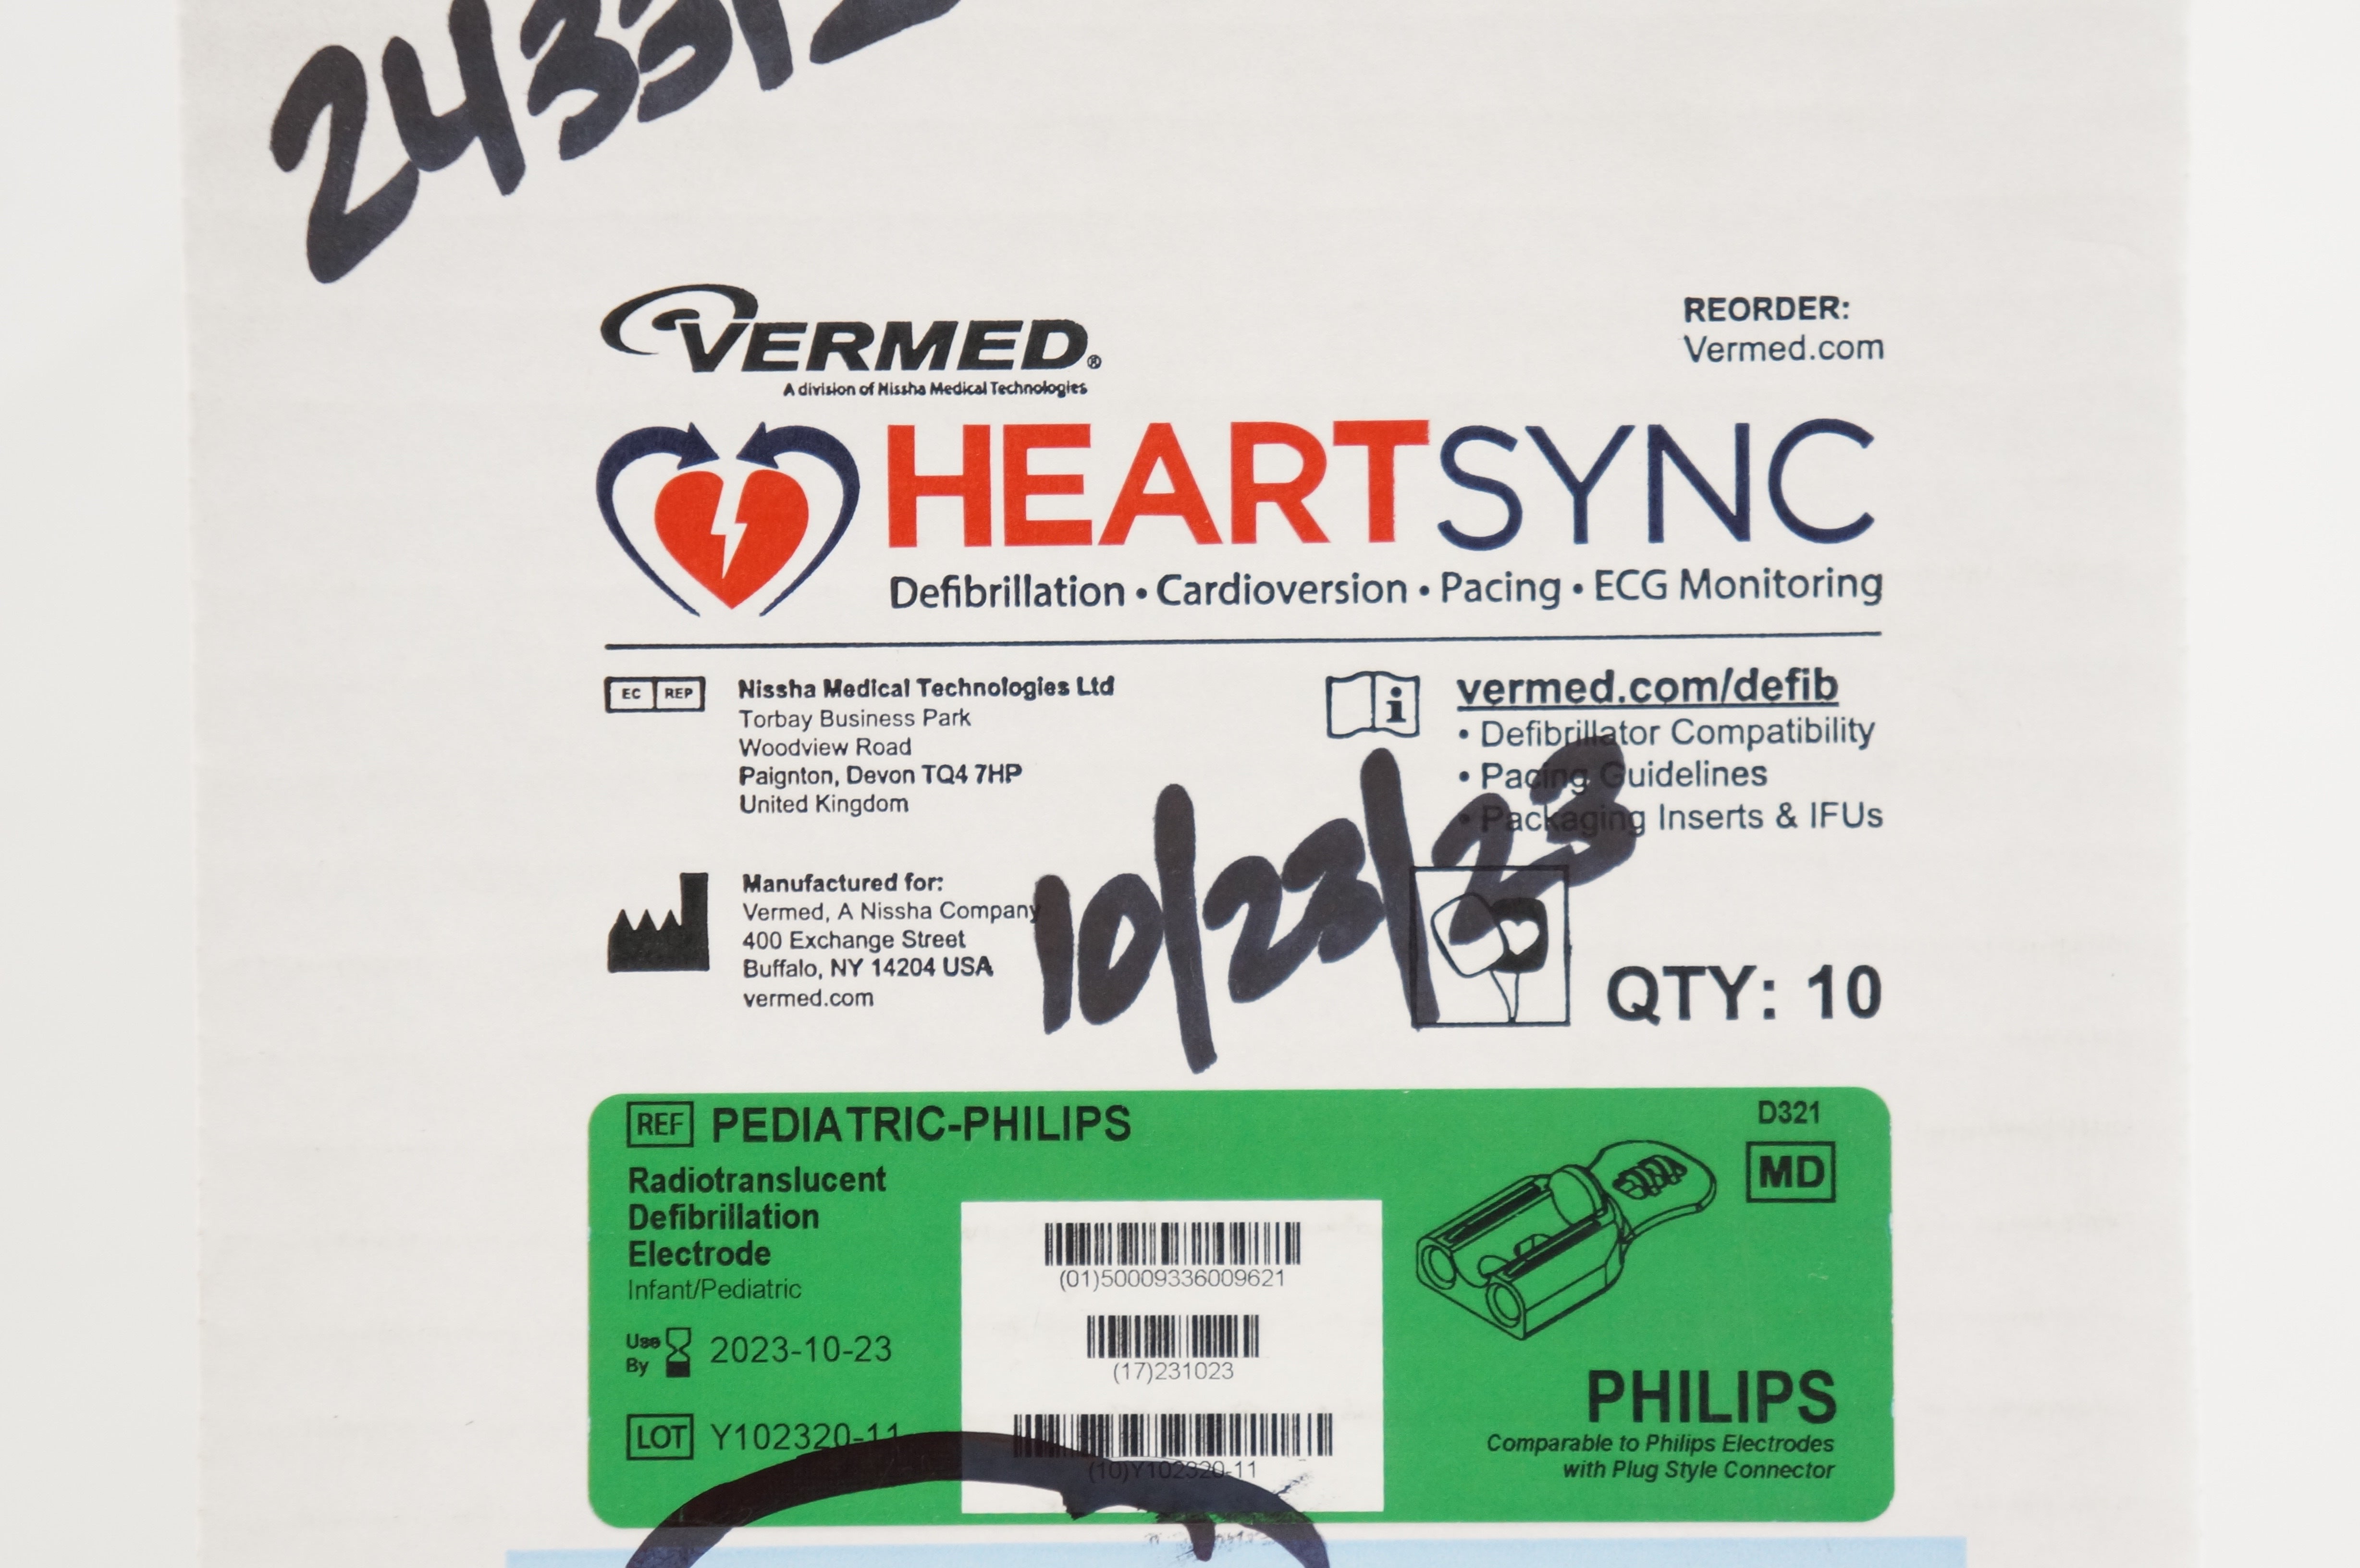 VERMED®
A division of Nissha Medical Technologies
REORDER:
Vermed.com
HEARTSYNC
Defibrillation • Cardioversion • Pacing • ECG Monitoring
EC REP
Nissha Medical Technologies Ltd
Torbay Business Park
Woodview Road
Paignton, Devon TQ4 7HP
United Kingdom
i
vermed.com/defib
• Defibrillator Compatibility
• Pacing Guidelines
• Packaging Inserts & IFUs
Manufactured for:
Vermed, A Nissha Company
400 Exchange Street
Buffalo, NY 14204 USA
vermed.com
10/23/23
QTY: 10
REF PEDIATRIC-PHILIPS
Radiotranslucent
Defibrillation
Electrode
Infant/Pediatric
Use
By
2023-10-23
LOT Y102320-11
(01)50009336009621
(17)231023
(10)Y102320-11
D321
MD
PHILIPS
Comparable to Philips Electrodes
with Plug Style Connector